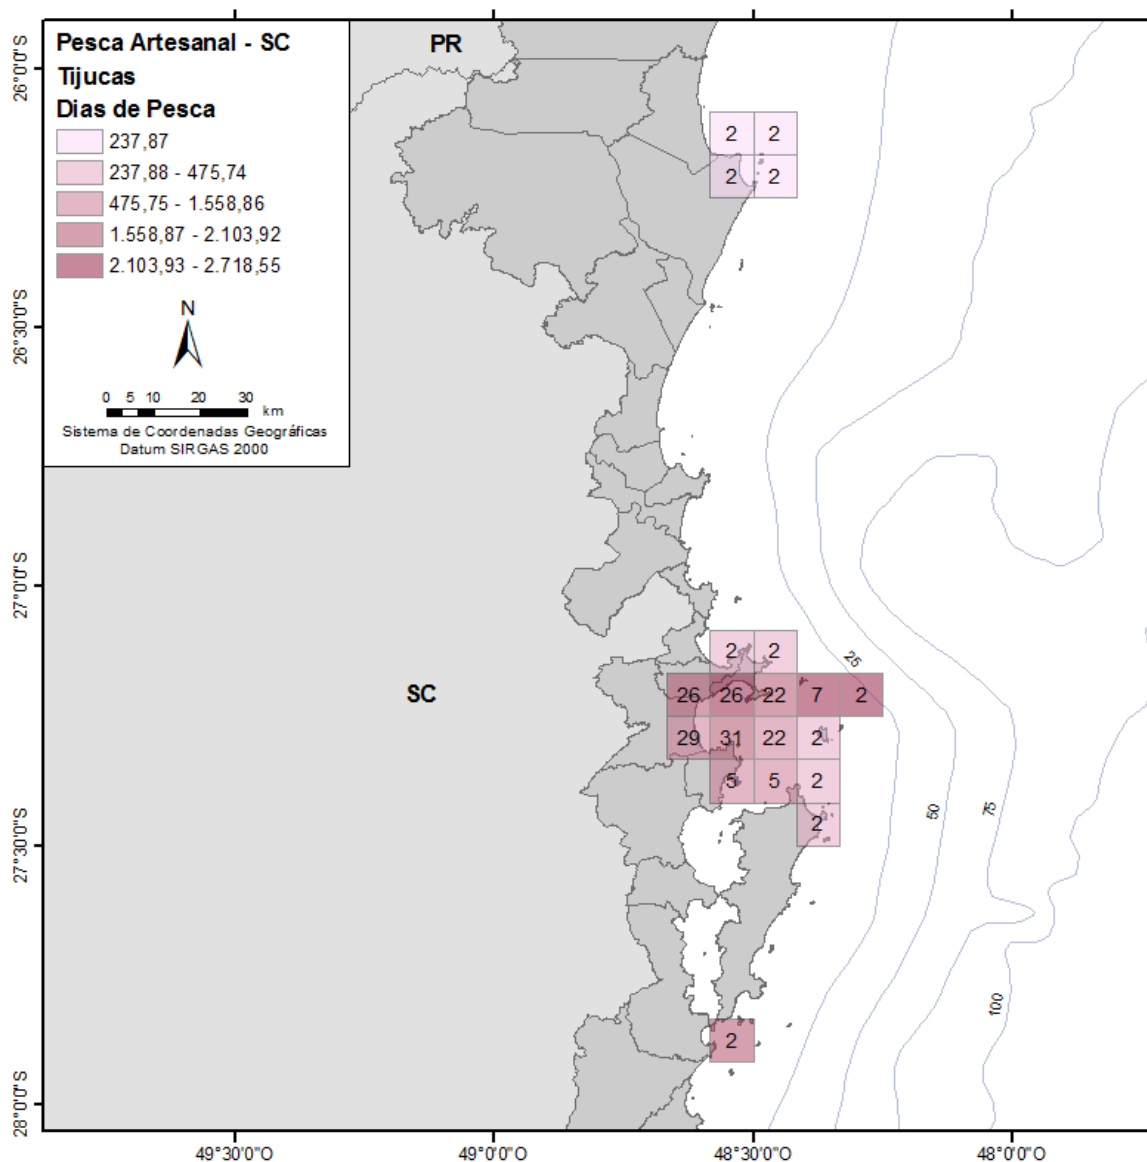 Pesca Artesanal - SC
Tijucas
Dias de Pesca
237,87
237,88 - 475,74
475,75 - 1.558,86
1.558,87 - 2.103,92
2.103,93 - 2.718,55
N
0 5 10 20 30 km
Sistema de Coordenadas Geográficas
Datum SIRGAS 2000
PR
SC
2 2
2 2
2 2
26 26 22 7 2
29 31 22 2
5 5 2
2
2
25
50
75
100
26°0'0"S
26°30'0"S
27°0'0"S
27°30'0"S
28°0'0"S
49°30'0"O
49°0'0"O
48°30'0"O
48°0'0"O